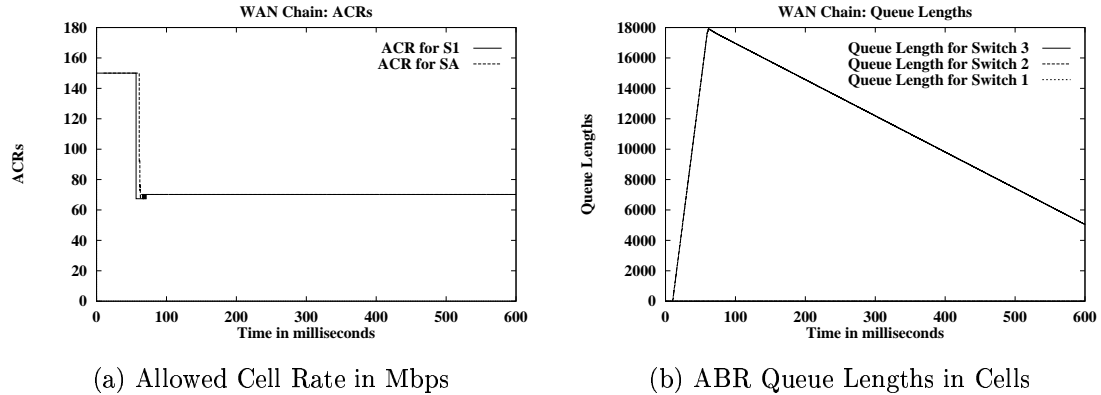 WAN Chain: ACRs
180
160
140
120
100
80
60
40
20
0
ACRs
ACR for S1
ACR for SA
0 100 200 300 400 500 600
Time in milliseconds
(a) Allowed Cell Rate in Mbps
WAN Chain: Queue Lengths
18000
16000
14000
12000
10000
8000
6000
4000
2000
0
Queue Lengths
Queue Length for Switch 3
Queue Length for Switch 2
Queue Length for Switch 1
0 100 200 300 400 500 600
Time in milliseconds
(b) ABR Queue Lengths in Cells